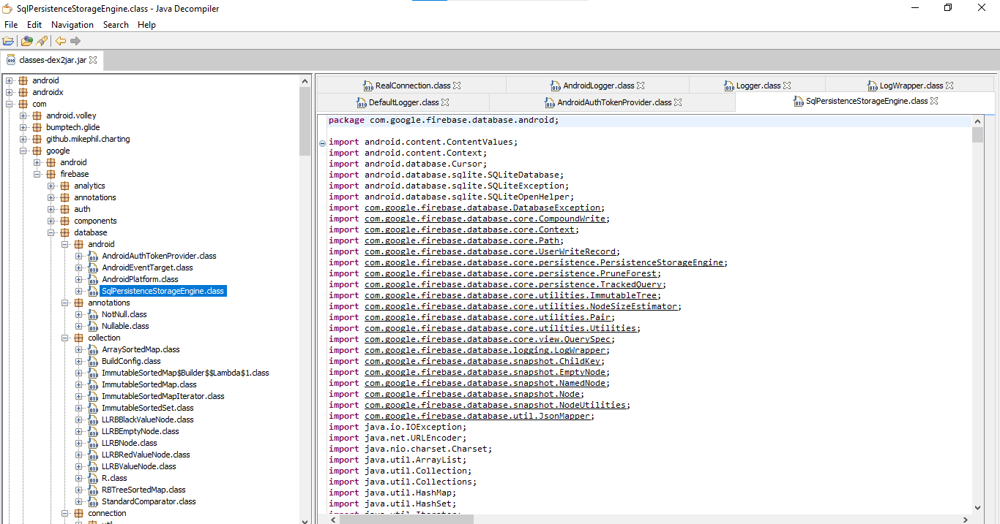 SqlPersistenceStorageEngine.class - Java Decompiler
File Edit Navigation Search Help
classes-dex2jar.jar
android
androidx
com
android.volley
bumptech.glide
github.mikephil.charting
google
android
firebase
analytics
annotations
auth
components
database
android
AndroidAuthTokenProvider.class
AndroidEventTarget.class
AndroidPlatform.class
SqlPersistenceStorageEngine.class
annotations
NotNull.class
Nullable.class
collection
ArraySortedMap.class
BuildConfig.class
ImmutableSortedMap$Builder$$Lambda$1.class
ImmutableSortedMap.class
ImmutableSortedMapIterator.class
ImmutableSortedSet.class
LLRBBlackValueNode.class
LLRBEmptyNode.class
LLRBNode.class
LLRBRedValueNode.class
LLRBValueNode.class
R.class
RBTreeSortedMap.class
StandardComparator.class
connection
util
RealConnection.class AndroidLogger.class Logger.class LogWrapper.class
DefaultLogger.class AndroidAuthTokenProvider.class SqlPersistenceStorageEngine.class
package com.google.firebase.database.android;
import android.content.ContentValues;
import android.content.Context;
import android.database.Cursor;
import android.database.sqlite.SQLiteDatabase;
import android.database.sqlite.SQLiteException;
import android.database.sqlite.SQLiteOpenHelper;
import com.google.firebase.database.DatabaseException;
import com.google.firebase.database.core.CompoundWrite;
import com.google.firebase.database.core.Context;
import com.google.firebase.database.core.Path;
import com.google.firebase.database.core.UserWriteRecord;
import com.google.firebase.database.core.persistence.PersistenceStorageEngine;
import com.google.firebase.database.core.persistence.PruneForest;
import com.google.firebase.database.core.persistence.TrackedQuery;
import com.google.firebase.database.core.utilities.ImmutableTree;
import com.google.firebase.database.core.utilities.NodeSizeEstimator;
import com.google.firebase.database.core.utilities.Pair;
import com.google.firebase.database.core.utilities.Utilities;
import com.google.firebase.database.core.view.QuerySpec;
import com.google.firebase.database.logging.LogWrapper;
import com.google.firebase.database.snapshot.ChildKey;
import com.google.firebase.database.snapshot.EmptyNode;
import com.google.firebase.database.snapshot.NamedNode;
import com.google.firebase.database.snapshot.Node;
import com.google.firebase.database.snapshot.NodeUtilities;
import com.google.firebase.database.util.JsonMapper;
import java.io.IOException;
import java.net.URLEncoder;
import java.nio.charset.Charset;
import java.util.ArrayList;
import java.util.Collection;
import java.util.Collections;
import java.util.HashMap;
import java.util.HashSet;
import java.util.Iterator;